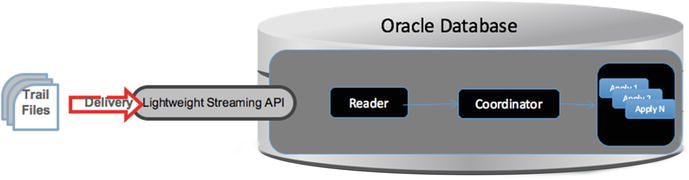 Oracle Database
Trail
Files
Delivery
Lightweight Streaming API
Reader
Coordinator
Apply 1
Apply 2
Apply N